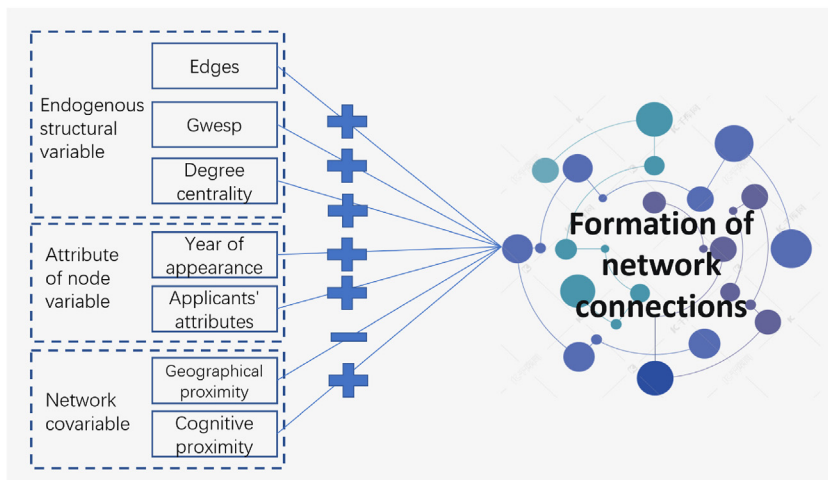 Endogenous
structural
variable
Edges
Gwesp
Degree
centrality
Attribute
of node
variable
Year of
appearance
Applicants'
attributes
Network
covariable
Geographical
proximity
Cognitive
proximity
Formation of
network
connections